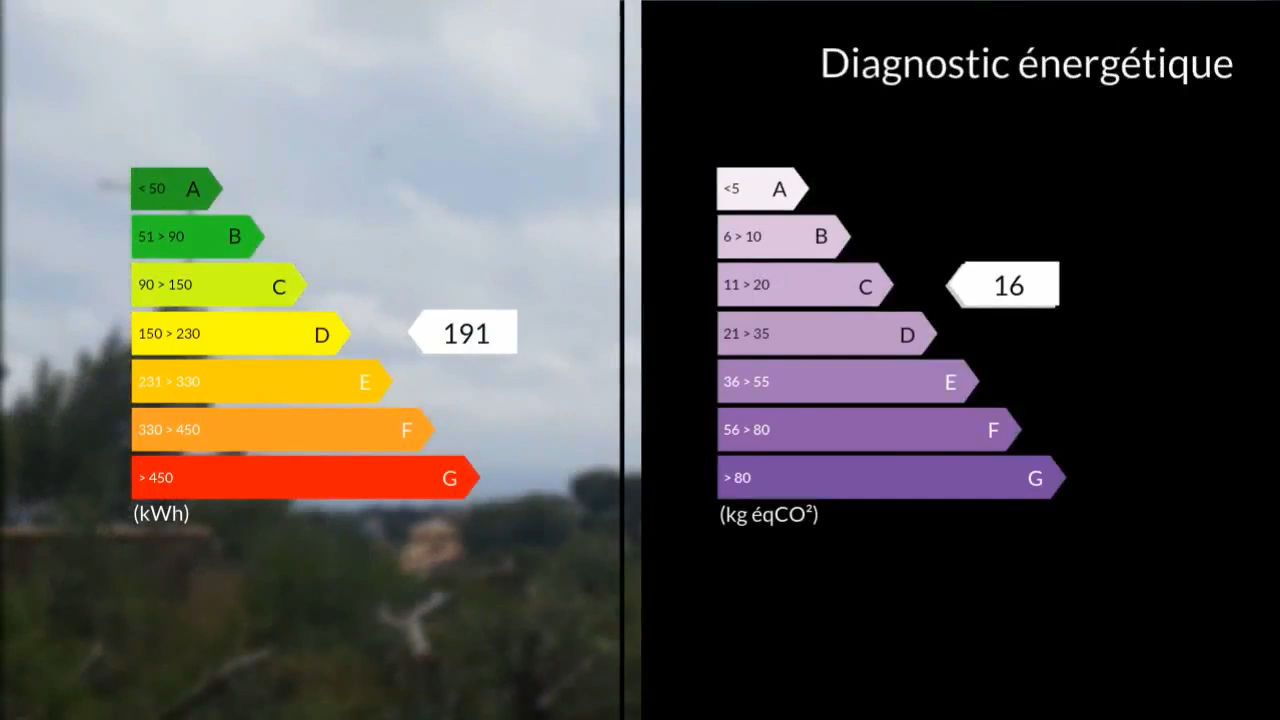 Diagnostic énergétique
< 50 A
51 > 90 B
90 > 150 C
150 > 230 D
191
231 > 330 E
330 > 450 F
> 450 G
(kWh)
<5 A
6 > 10 B
11 > 20 C
16
21 > 35 D
36 > 55 E
56 > 80 F
> 80 G
(kg éqCO²)